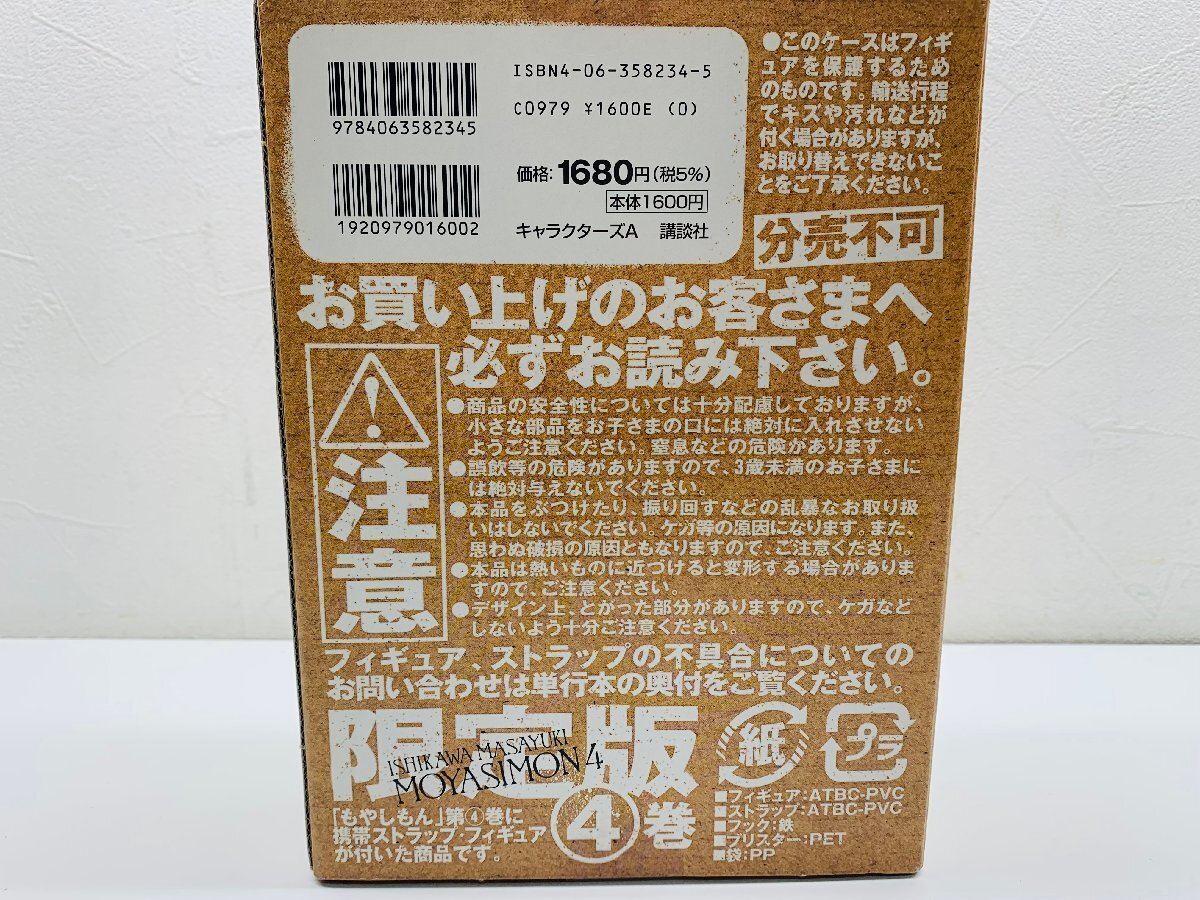 ISBN4-06-358234-5
9784063582345
C0979 ¥1600E (0)
価格:1680円(税5%)
本体1600円
1920979016002
キャラクターズA 講談社
●このケースはフィギ
ュアを保護するため
のものです。輸送行程
でキズや汚れなどが
付く場合がありますが、
お取り替えできないこ
とをご了承ください。
分売不可
お買い上げのお客さまへ
必ずお読み下さい。
注意
●商品の安全性については十分配慮しておりますが、
小さな部品をお子さまの口には絶対に入れさせない
ようご注意ください。窒息などの危険があります。
●誤飲等の危険がありますので、3歳未満のお子さまに
は絶対与えないでください。
●本品をぶつけたり、振り回すなどの乱暴なお取り扱
いはしないでください。ケガ等の原因になります。また、
思わぬ破損の原因ともなりますので、ご注意ください。
●本品は熱いものに近づけると変形する場合がありま
すので、ご注意ください。
●デザイン上、とがった部分がありますので、ケガなど
しないよう十分ご注意ください。
フィギュア、ストラップの不具合についての
お問い合わせは単行本の奥付をご覧ください。
限定版
ISHIKAWA MASAYUKI
MOYASIMON 4
「もやしもん」第④巻に
携帯ストラップ・フィギュア
が付いた商品です。
④巻
紙
プラ
■フィギュア:ATBC-PVC
■ストラップ:ATBC-PVC
■フック:鉄
■ブリスター:PET
■袋:PP